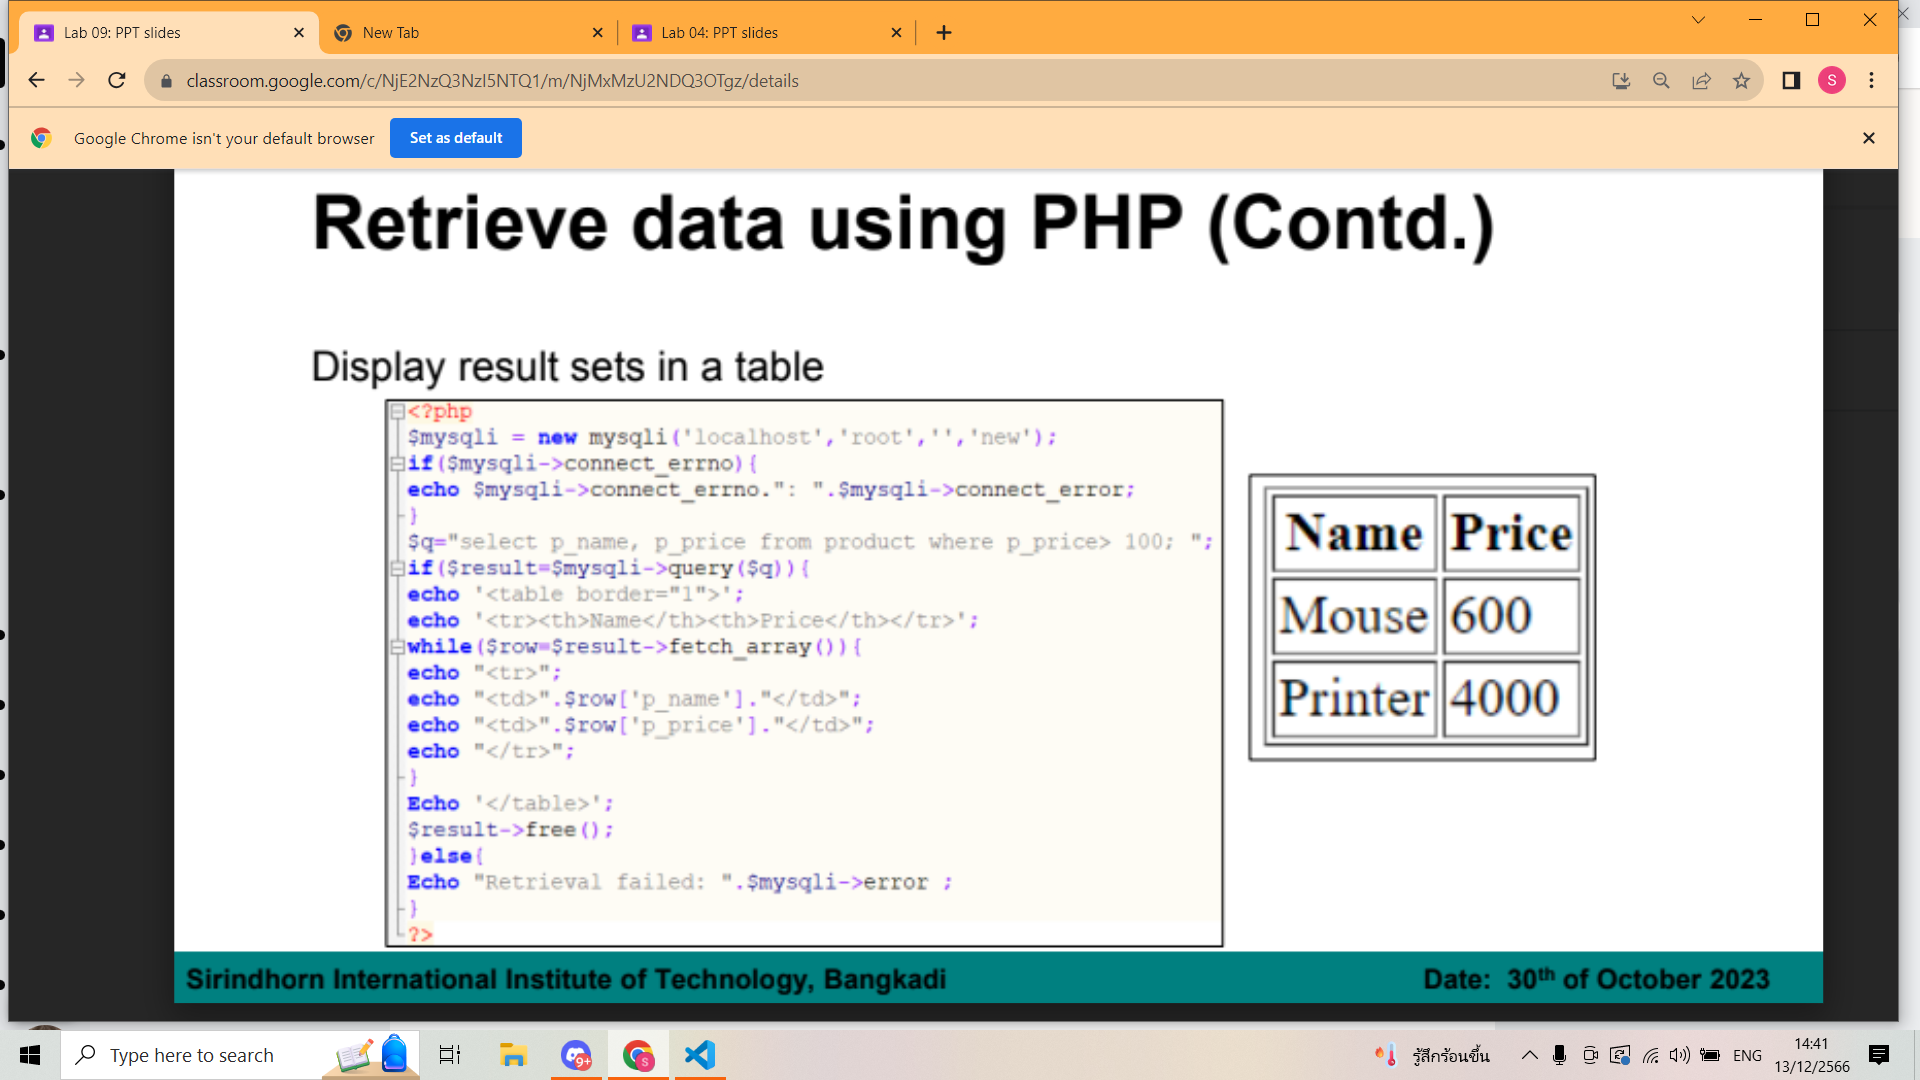 Lab 09: PPT slides
New Tab
Lab 04: PPT slides
classroom.google.com/c/NjE2NzQ3NzI5NTQ1/m/NjMxMzU2NDQ3OTgz/details
S
Google Chrome isn't your default browser
Set as default
Retrieve data using PHP (Contd.)
Display result sets in a table
<?php
$mysqli = new mysqli('localhost','root','','new');
if($mysqli->connect_errno){
echo $mysqli->connect_errno.": ".$mysqli->connect_error;
}
$q="select p_name, p_price from product where p_price> 100; ";
if($result=$mysqli->query($q)){
echo '<table border="1">';
echo '<tr><th>Name</th><th>Price</th></tr>';
while($row=$result->fetch_array()){
echo "<tr>";
echo "<td>".$row['p_name']."</td>";
echo "<td>".$row['p_price']."</td>";
echo "</tr>";
}
Echo '</table>';
$result->free();
}else{
Echo "Retrieval failed: ".$mysqli->error ;
}
?>
Name Price
Mouse 600
Printer 4000
Sirindhorn International Institute of Technology, Bangkadi
Date: 30th of October 2023
Type here to search
9+
S
รู้สึกร้อนขึ้น
ENG
14:41
13/12/2566